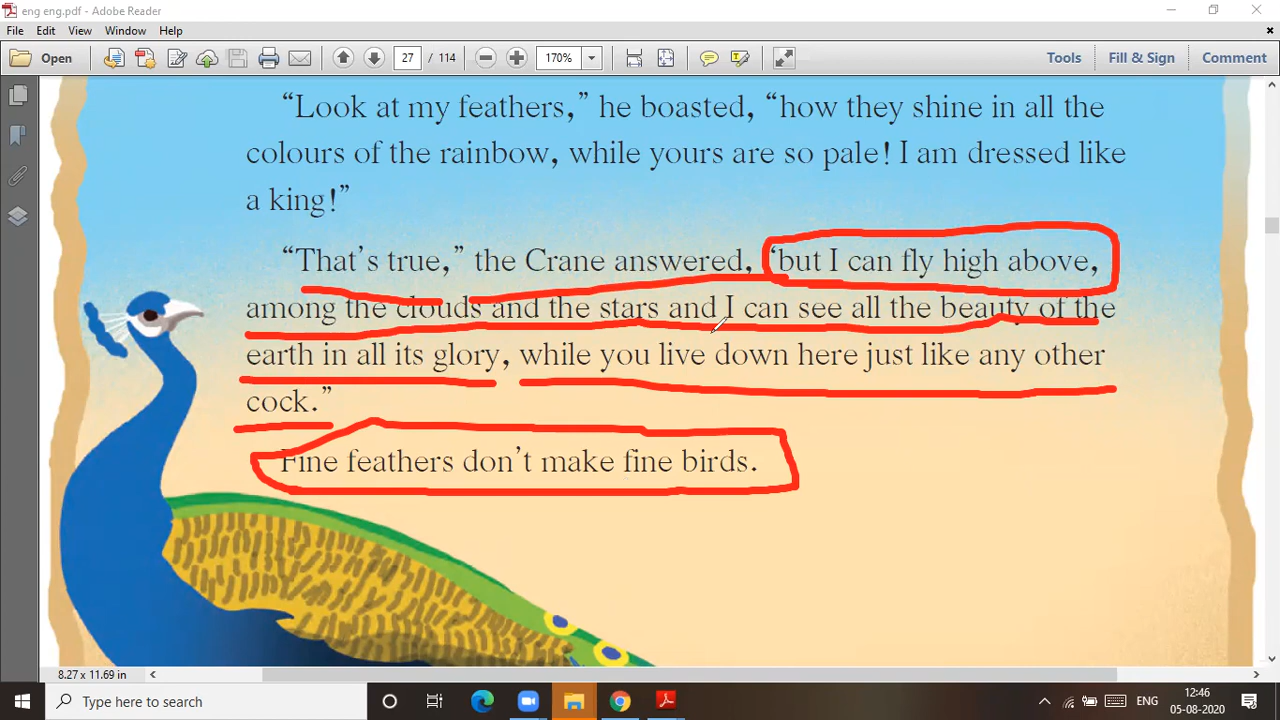 eng eng.pdf - Adobe Reader
File Edit View Window Help
Open 27 / 114 170% Tools Fill & Sign Comment
“Look at my feathers,” he boasted, “how they shine in all the
colours of the rainbow, while yours are so pale! I am dressed like
a king!”
“That’s true,” the Crane answered, ‘but I can fly high above,
among the clouds and the stars and I can see all the beauty of the
earth in all its glory, while you live down here just like any other
cock.”
Fine feathers don’t make fine birds.
8.27 x 11.69 in
Type here to search
ENG
12:46
05-08-2020